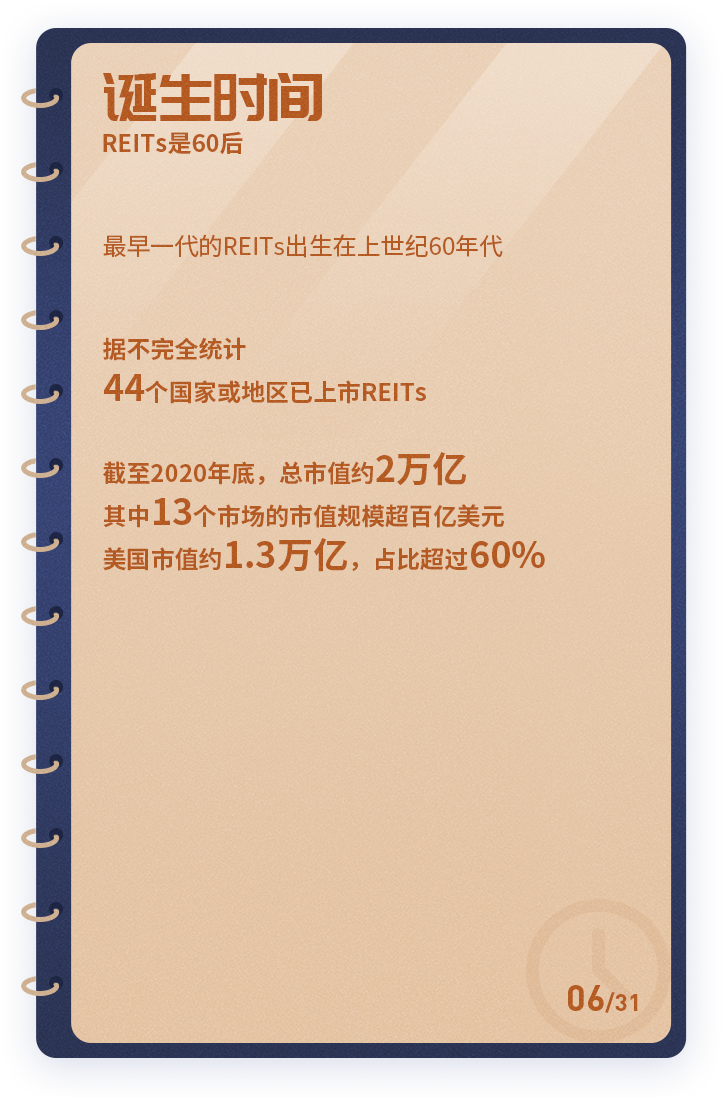 诞生时间
REITs是60后
最早一代的REITs出生在上世纪60年代
据不完全统计
44个国家或地区已上市REITs
截至2020年底，总市值约2万亿
其中13个市场的市值规模超百亿美元
美国市值约1.3万亿，占比超过60%
06/31